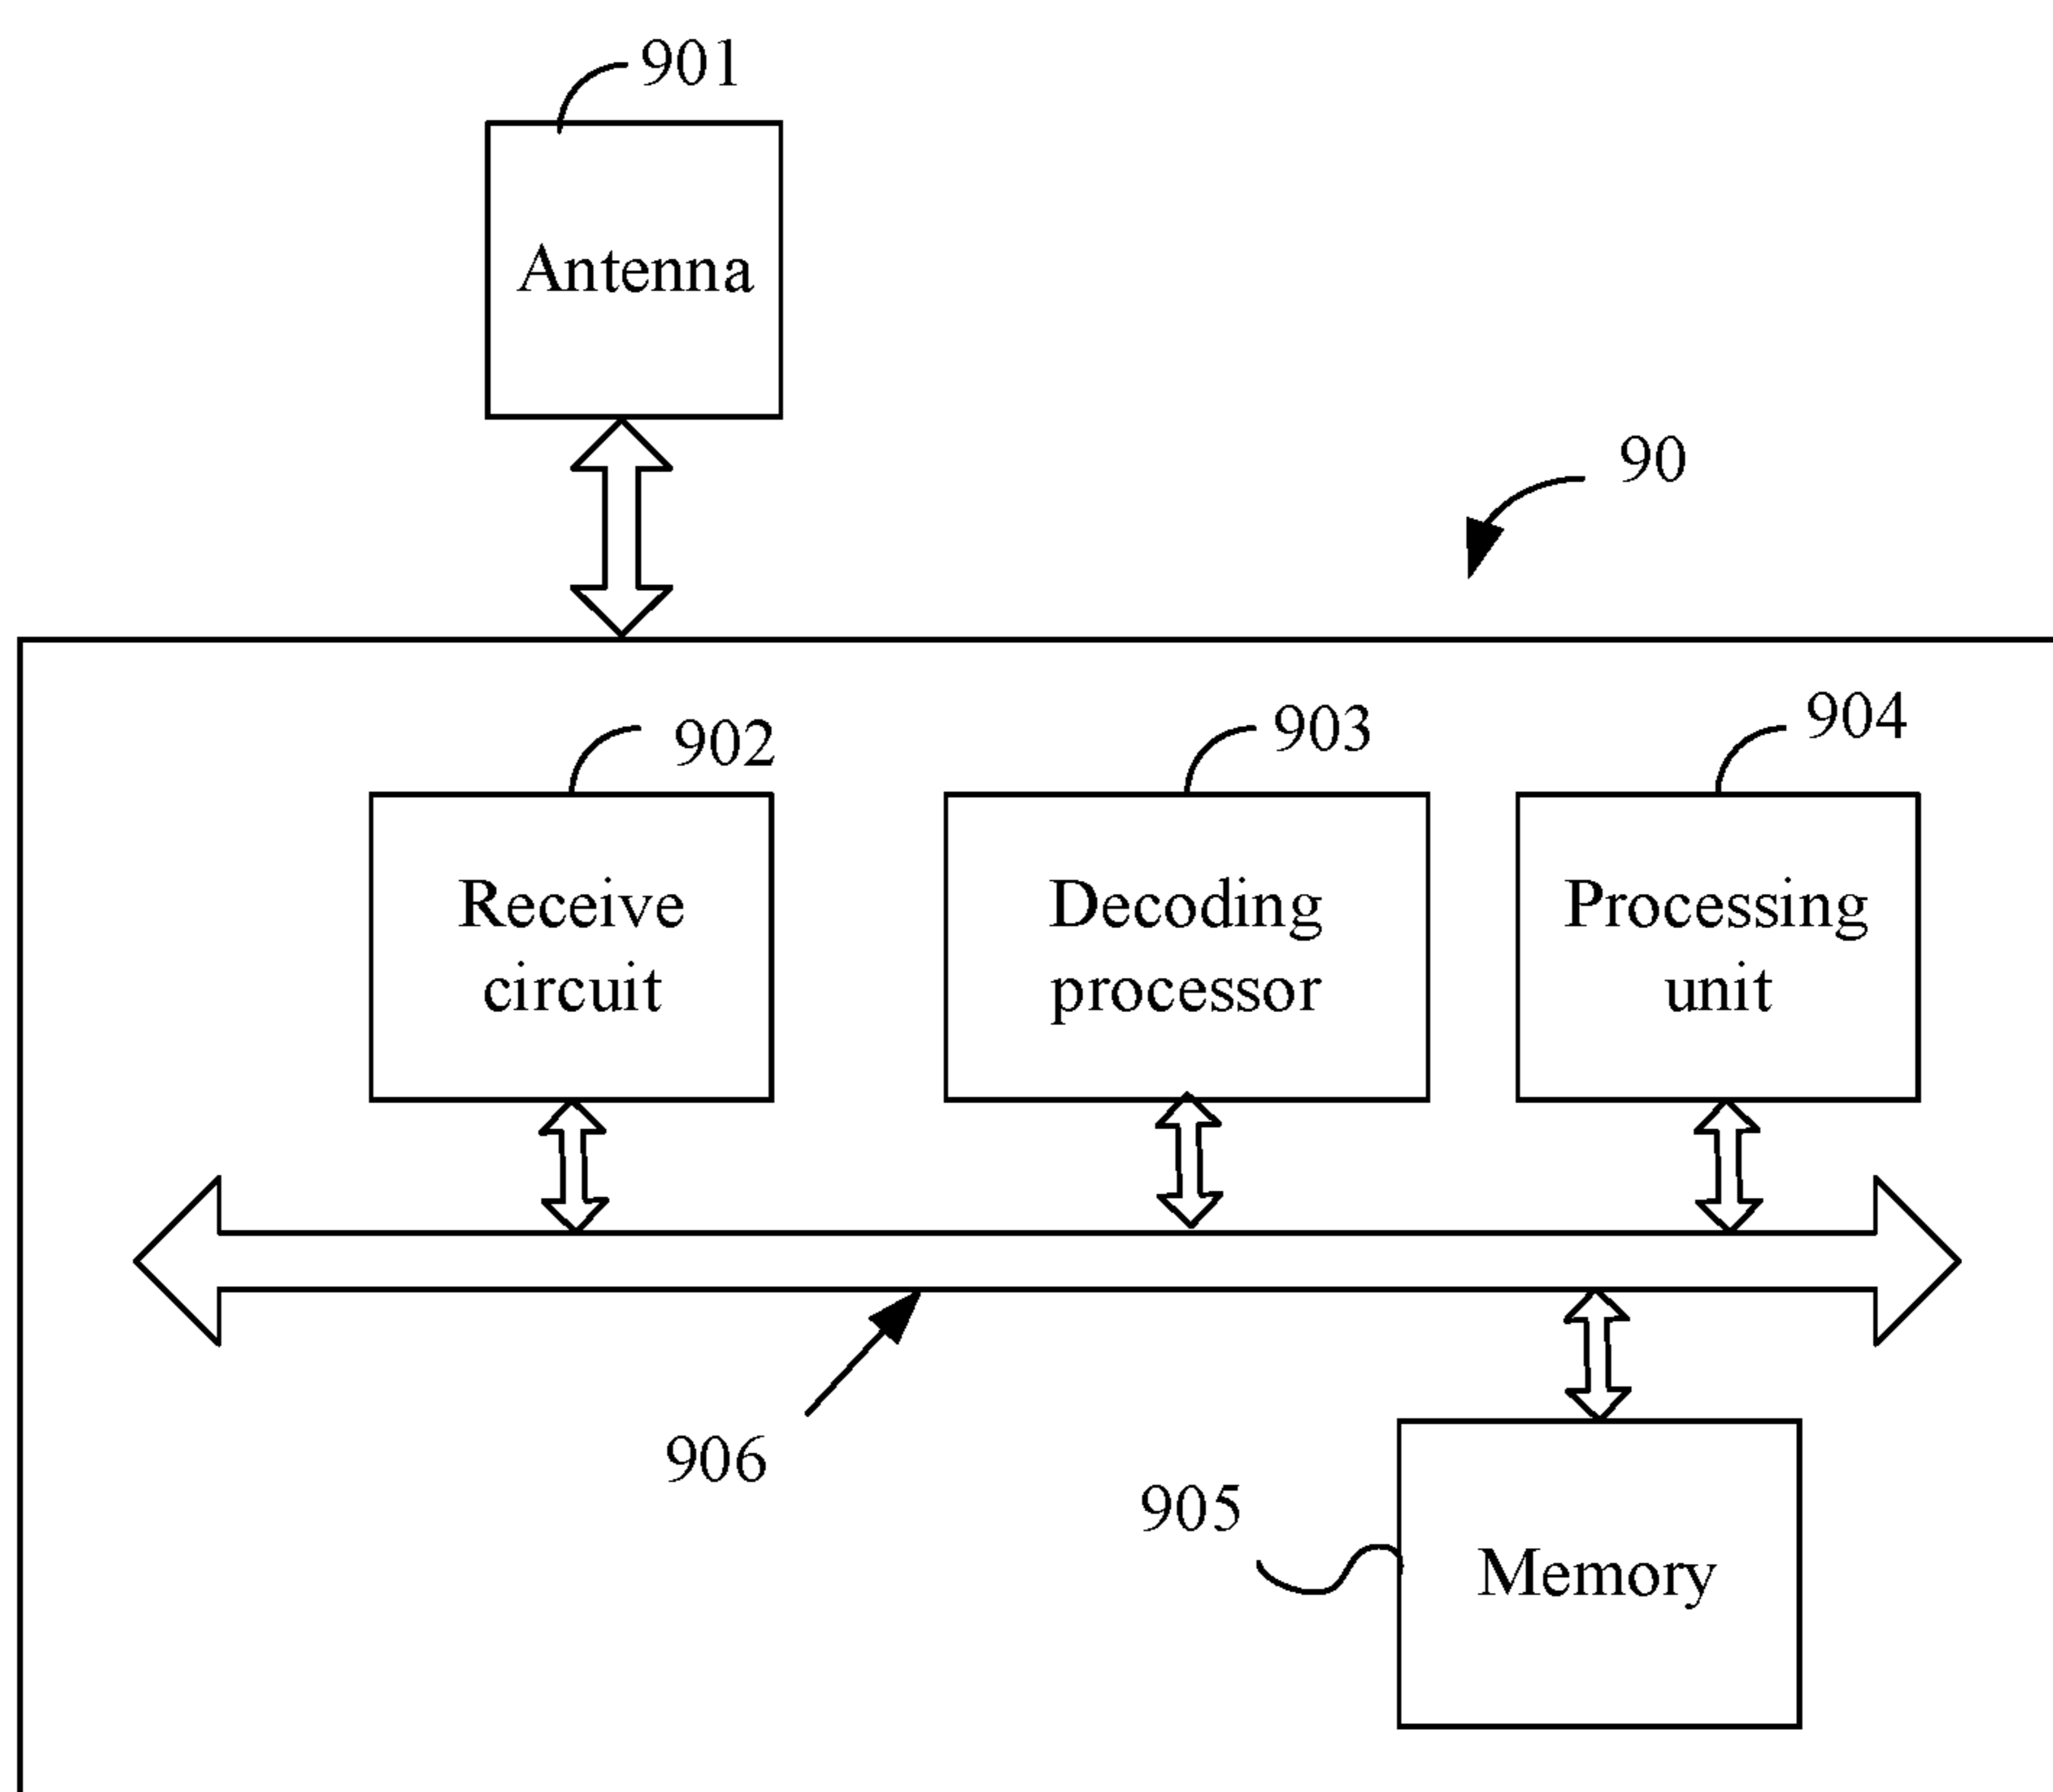 901
Antenna
90
902
903
904
Receive
circuit
Decoding
processor
Processing
unit
906
905
Memory